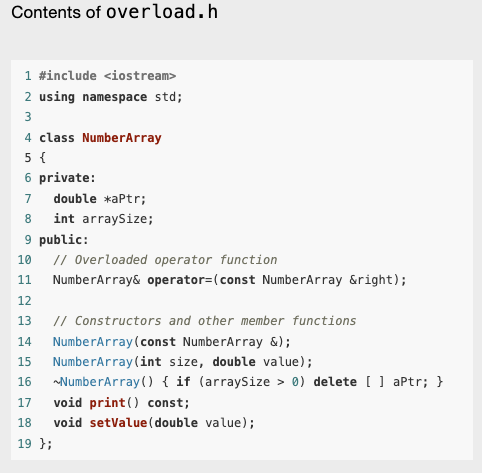 Contents of overload.h
1 #include <iostream>
2 using namespace std;
3
4 class NumberArray
5 {
6 private:
7   double *aPtr;
8   int arraySize;
9 public:
10   // Overloaded operator function
11   NumberArray& operator=(const NumberArray &right);
12
13   // Constructors and other member functions
14   NumberArray(const NumberArray &);
15   NumberArray(int size, double value);
16   ~NumberArray() { if (arraySize > 0) delete [ ] aPtr; }
17   void print() const;
18   void setValue(double value);
19 };